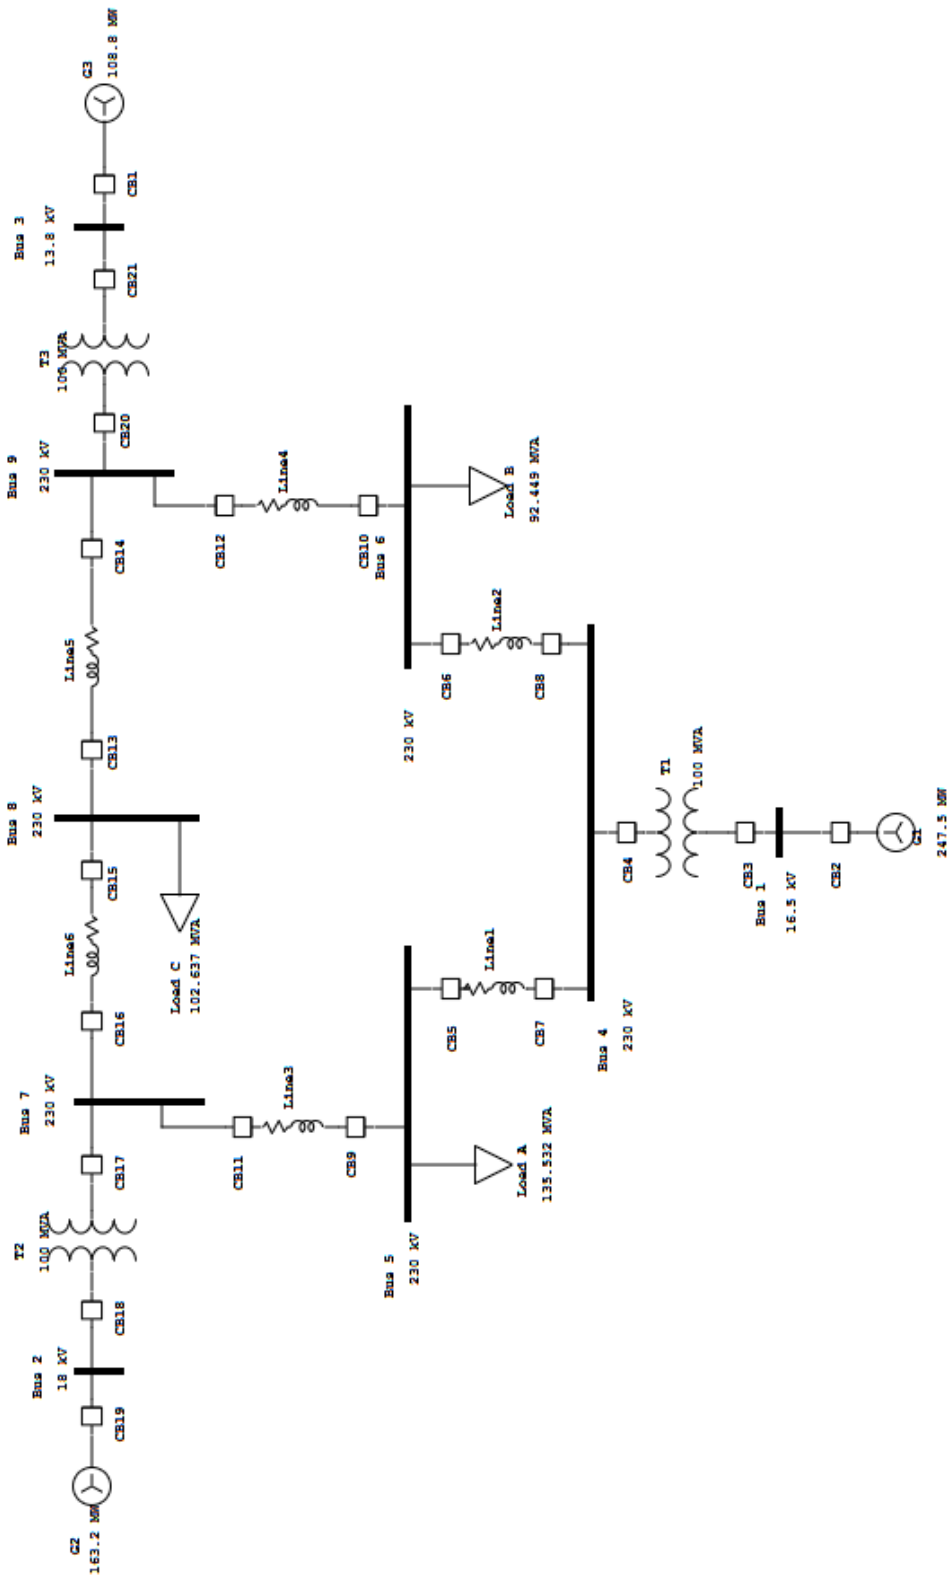 G3
108.8 MW
CB1
Bus 3
13.8 kV
CB21
T3
100 MVA
CB20
Bus 9
230 kV
CB14
CB12
Line4
CB10
Bus 6
230 kV
Load B
92.449 MVA
Line5
CB13
CB6
Line2
CB8
Bus 8
230 kV
CB15
Line6
Load C
102.637 MVA
CB16
T1
100 MVA
CB4
CB3
Bus 1
16.5 kV
CB2
G1
247.5 MW
CB5
Line1
CB7
Bus 4
230 kV
Bus 7
230 kV
CB17
CB11
Line3
CB9
Load A
135.532 MVA
Bus 5
230 kV
T2
100 MVA
CB18
Bus 2
18 kV
CB19
G2
163.2 MW